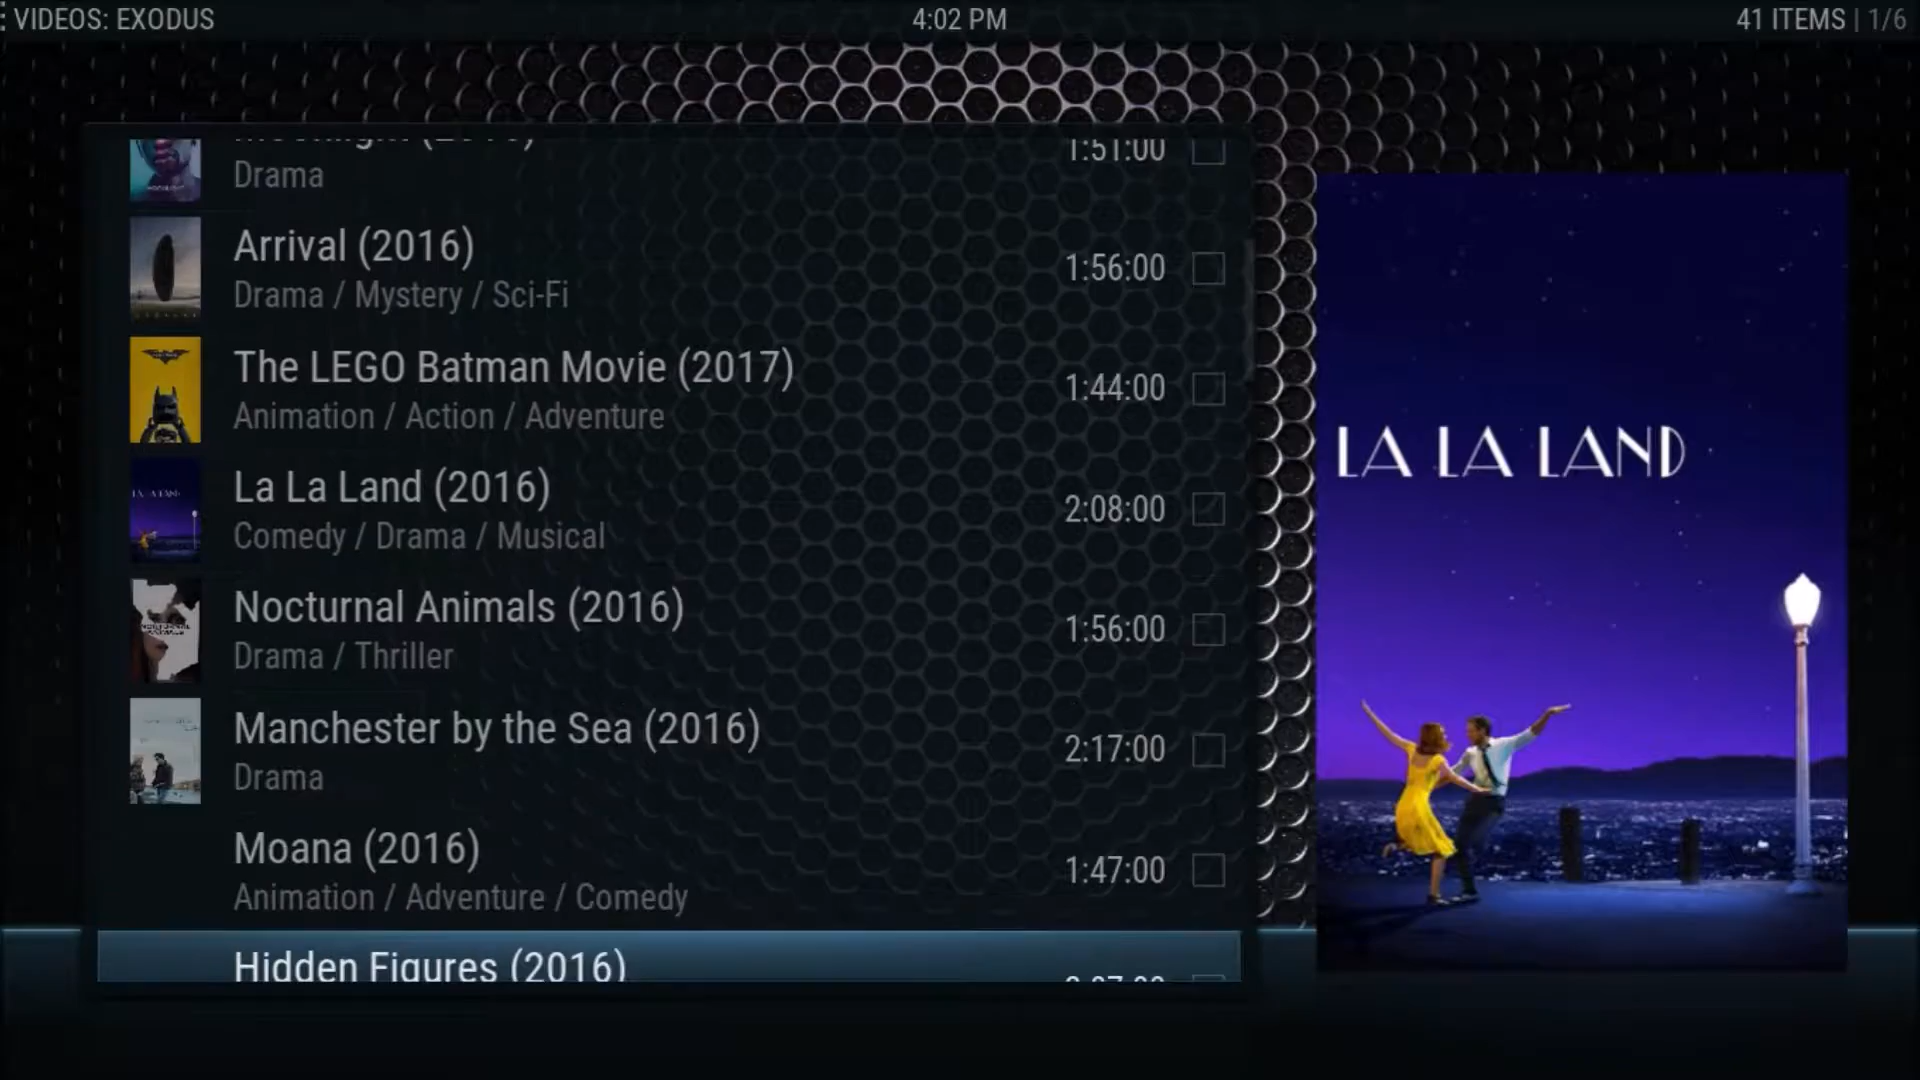 VIDEOS: EXODUS
4:02 PM
41 ITEMS | 1/6
1:51:00
Drama
Arrival (2016)
1:56:00
Drama / Mystery / Sci-Fi
The LEGO Batman Movie (2017)
1:44:00
Animation / Action / Adventure
La La Land (2016)
2:08:00
Comedy / Drama / Musical
Nocturnal Animals (2016)
1:56:00
Drama / Thriller
Manchester by the Sea (2016)
2:17:00
Drama
Moana (2016)
1:47:00
Animation / Adventure / Comedy
Hidden Figures (2016)
LA LA LAND